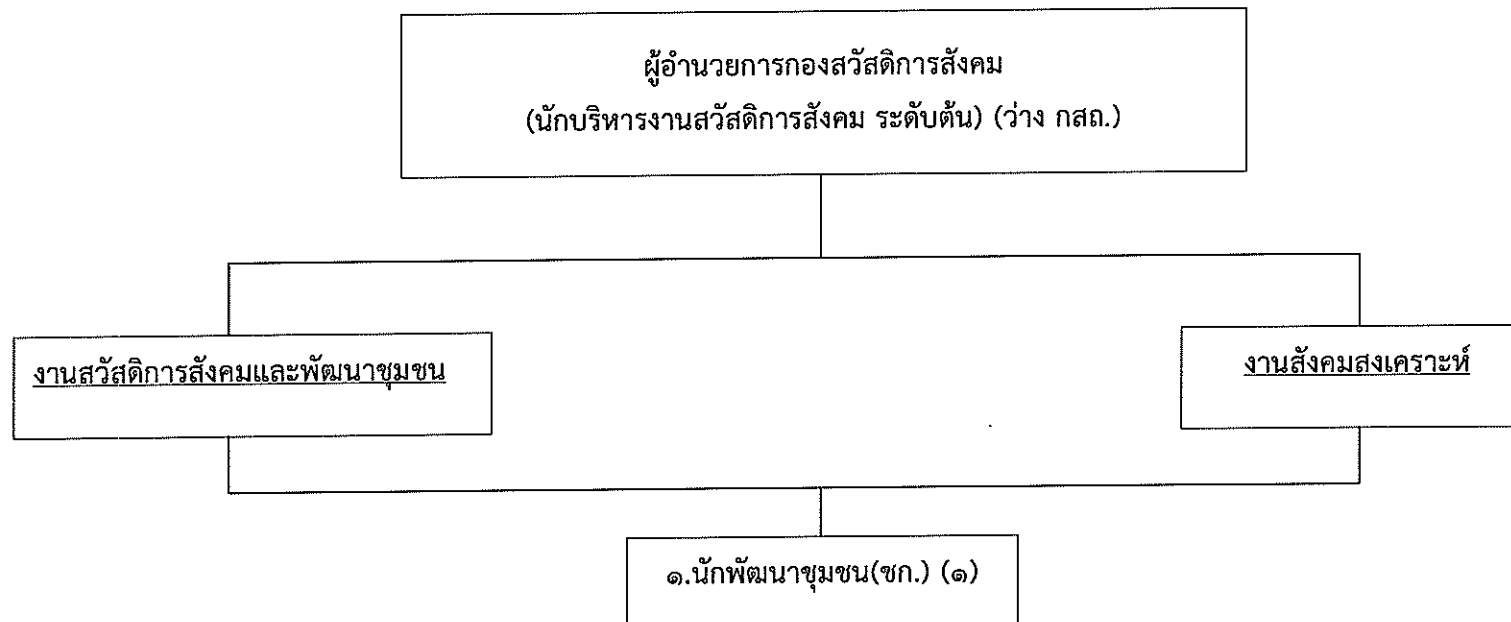 ผู้อำนวยการกองสวัสดิการสังคม
(นักบริหารงานสวัสดิการสังคม ระดับต้น) (ว่าง กสถ.)
งานสวัสดิการสังคมและพัฒนาชุมชน
งานสังคมสงเคราะห์
๑.นักพัฒนาชุมชน(ชก.) (๑)